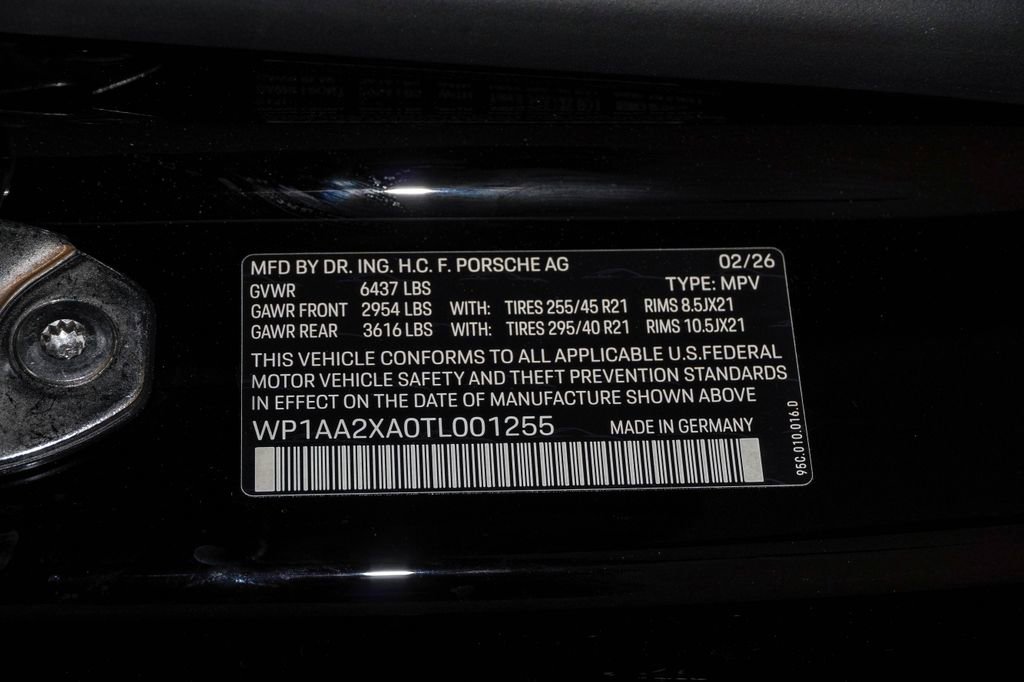 MFD BY DR. ING. H.C. F. PORSCHE AG 02/26
GVWR 6437 LBS TYPE: MPV
GAWR FRONT 2954 LBS WITH: TIRES 255/45 R21 RIMS 8.5JX21
GAWR REAR 3616 LBS WITH: TIRES 295/40 R21 RIMS 10.5JX21
THIS VEHICLE CONFORMS TO ALL APPLICABLE U.S.FEDERAL
MOTOR VEHICLE SAFETY AND THEFT PREVENTION STANDARDS
IN EFFECT ON THE DATE OF MANUFACTURE SHOWN ABOVE
WP1AA2XA0TL001255 MADE IN GERMANY
95C.010.016.D